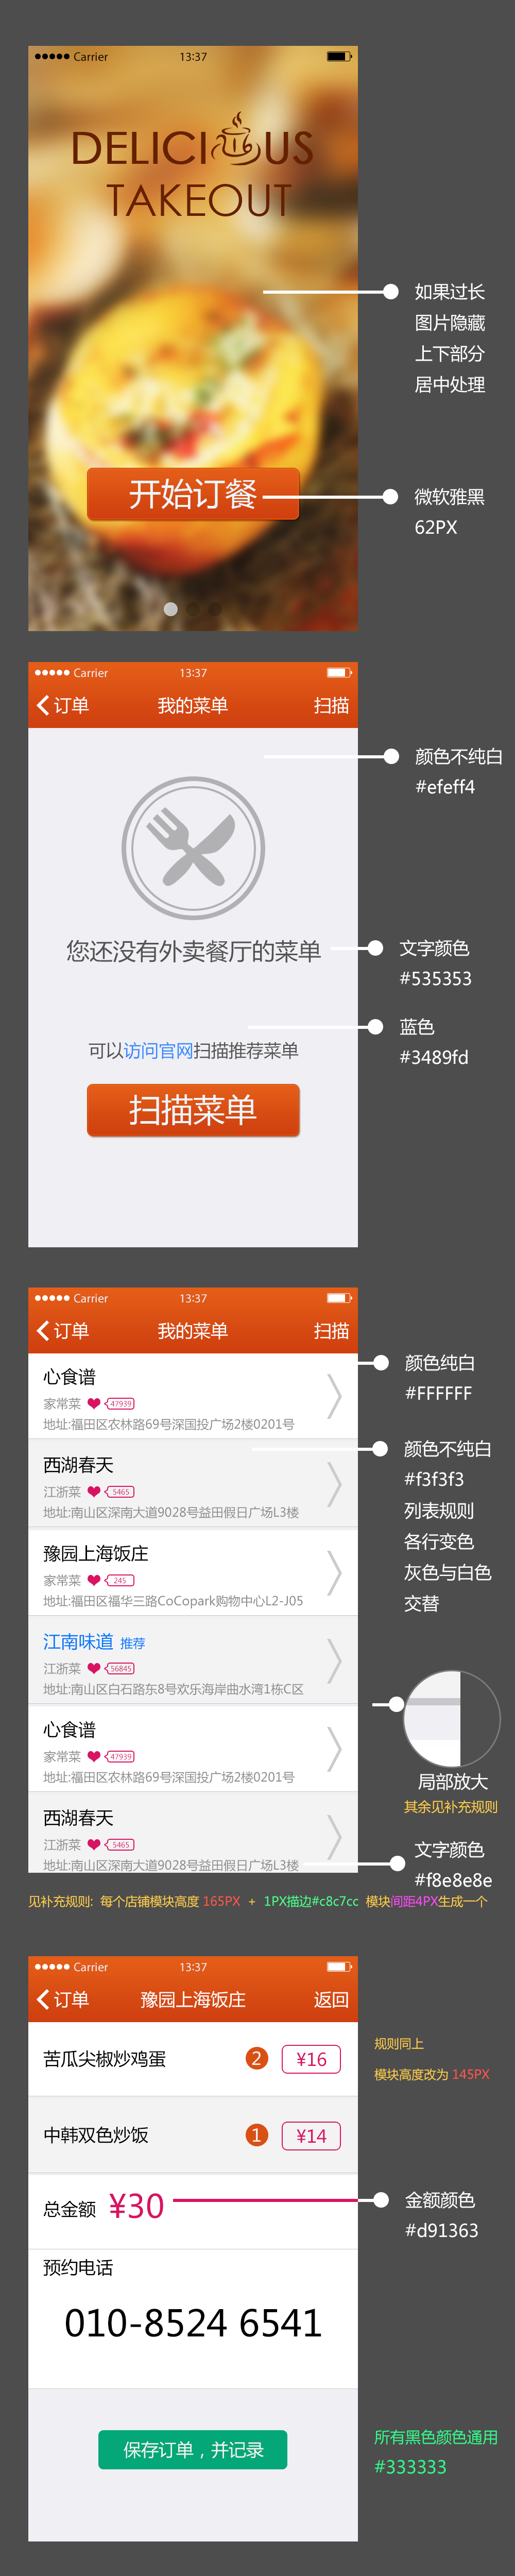 Carrier 13:37
DELICIOUS
TAKEOUT
如果过长
图片隐藏
上下部分
居中处理
开始订餐
微软雅黑
62PX
Carrier 13:37
订单 我的菜单 扫描
颜色不纯白
#efeff4
您还没有外卖餐厅的菜单
文字颜色
#535353
蓝色
#3489fd
可以访问官网扫描推荐菜单
扫描菜单
Carrier 13:37
订单 我的菜单 扫描
心食谱
家常菜 47939
地址:福田区农林路69号深国投广场2楼0201号
颜色纯白
#FFFFFF
西湖春天
江浙菜 5465
地址:南山区深南大道9028号益田假日广场L3楼
颜色不纯白
#f3f3f3
列表规则
各行变色
灰色与白色
交替
豫园上海饭庄
家常菜 245
地址:福田区福华三路CoCopark购物中心L2-J05
江南味道 推荐
江浙菜 56845
地址:南山区白石路东8号欢乐海岸曲水湾1栋C区
心食谱
家常菜 47939
地址:福田区农林路69号深国投广场2楼0201号
局部放大
其余见补充规则
西湖春天
江浙菜 5465
地址:南山区深南大道9028号益田假日广场L3楼
文字颜色
#f8e8e8e
见补充规则: 每个店铺模块高度 165PX + 1PX描边#c8c7cc 模块间距4PX生成一个
Carrier 13:37
订单 豫园上海饭庄 返回
苦瓜尖椒炒鸡蛋 2 ¥16
规则同上
模块高度改为 145PX
中韩双色炒饭 1 ¥14
总金额 ¥30
金额颜色
#d91363
预约电话
010-8524 6541
保存订单，并记录
所有黑色颜色通用
#333333